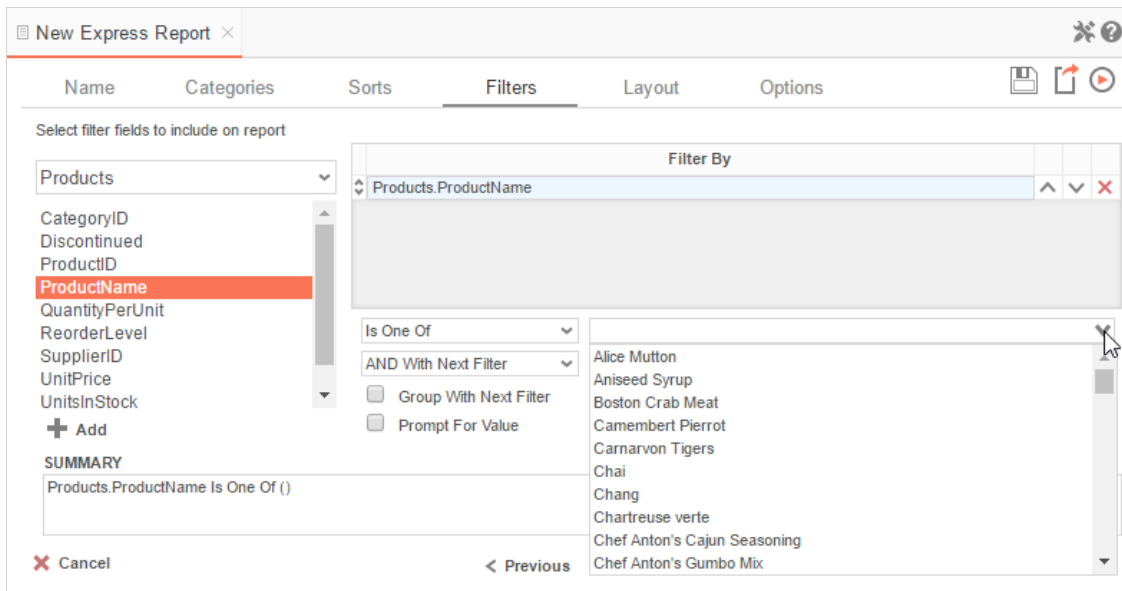 New Express Report
Name Categories Sorts Filters Layout Options
Select filter fields to include on report
Products
CategoryID
Discontinued
ProductID
ProductName
QuantityPerUnit
ReorderLevel
SupplierID
UnitPrice
UnitsInStock
Add
Filter By
Products.ProductName
Is One Of
AND With Next Filter
Group With Next Filter
Prompt For Value
Alice Mutton
Aniseed Syrup
Boston Crab Meat
Camembert Pierrot
Carnarvon Tigers
Chai
Chang
Chartreuse verte
Chef Anton's Cajun Seasoning
Chef Anton's Gumbo Mix
SUMMARY
Products.ProductName Is One Of ()
Cancel
< Previous